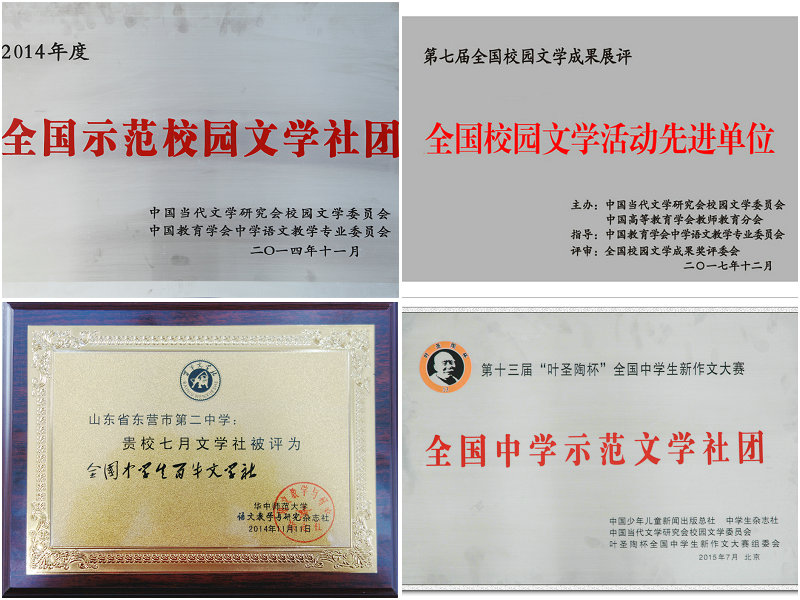 2014年度
全国示范校园文学社团
中国当代文学研究会校园文学委员会
中国教育学会中学语文教学专业委员会
二〇一四年十一月
第七届全国校园文学成果展评
全国校园文学活动先进单位
主办：中国当代文学研究会校园文学委员会
中国高等教育学会教师教育分会
指导：中国教育学会中学语文教学专业委员会
评审：全国校园文学成果奖评委会
二〇一七年十二月
山东省东营市第二中学：
贵校七月文学社被评为
全国中学生百牛文学社
华中师范大学
语文教学与研究杂志社
2014年11月11日
叶圣陶杯
第十三届“叶圣陶杯”全国中学生新作文大赛
全国中学示范文学社团
中国少年儿童新闻出版总社 中学生杂志社
中国当代文学研究会校园文学委员会
叶圣陶杯全国中学生新作文大赛组委会
2015年7月 北京